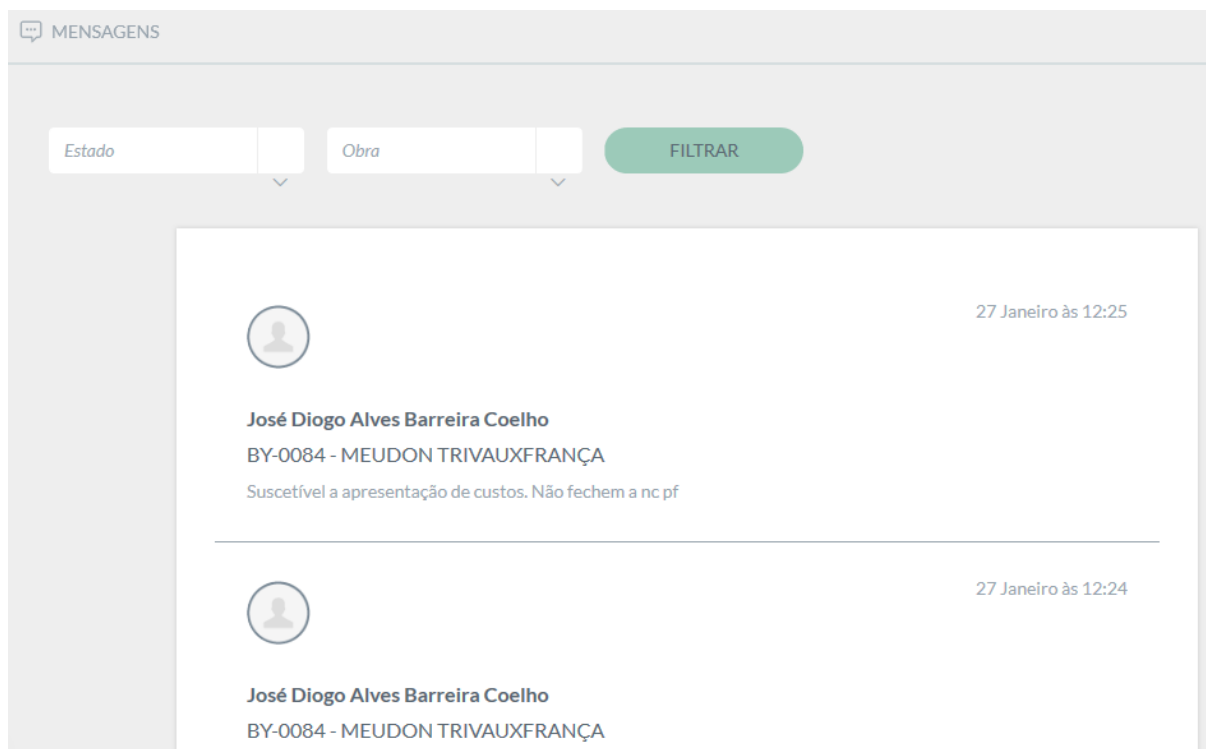 MENSAGENS
Estado
Obra
FILTRAR
27 Janeiro às 12:25
José Diogo Alves Barreira Coelho
BY-0084 - MEUDON TRIVAUXFRANÇA
Suscetível a apresentação de custos. Não fechem a nc pf
27 Janeiro às 12:24
José Diogo Alves Barreira Coelho
BY-0084 - MEUDON TRIVAUXFRANÇA